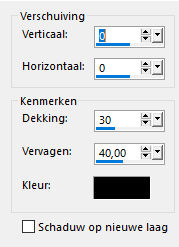 Verschuiving
Verticaal: 0
Horizontaal: 0
Kenmerken
Dekking: 30
Vervagen: 40,00
Kleur:
Schaduw op nieuwe laag